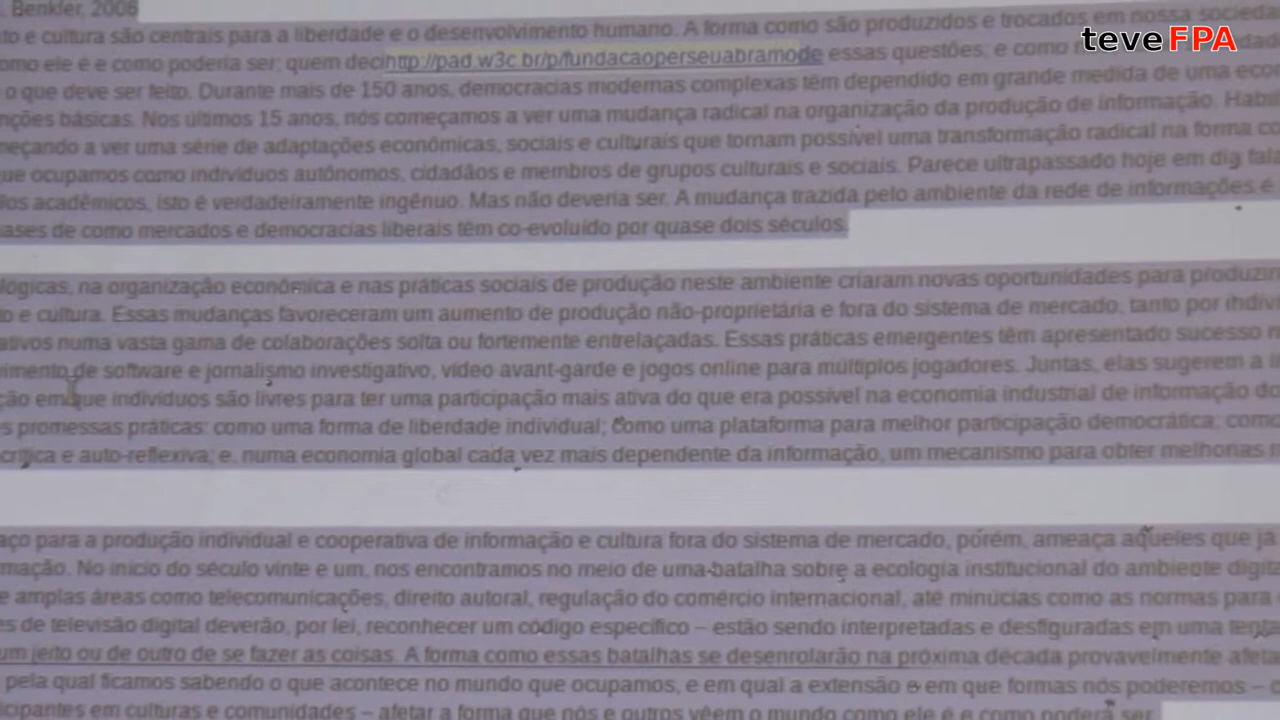 Benkler, 2006
teveFPA
to e cultura são centrais para a liberdade e o desenvolvimento humano. A forma como são produzidos e trocados em nossa socieda
omo ele é e como poderia ser; quem decihttp://pad.w3c.br/p/fundacaoperseuabramode essas questões; e como
o que deve ser feito. Durante mais de 150 anos, democracias modernas complexas têm dependido em grande medida de uma eco
nções básicas. Nos últimos 15 anos, nós começamos a ver uma mudança radical na organização da produção de informação. Habil
meçando a ver uma série de adaptações econômicas, sociais e culturais que tornam possível uma transformação radical na forma co
ue ocupamos como indivíduos autônomos, cidadãos e membros de grupos culturais e sociais. Parece ultrapassado hoje em dia fala
los acadêmicos, isto é verdadeiramente ingênuo. Mas não deveria ser. A mudança trazida pelo ambiente da rede de informações é
ases de como mercados e democracias liberais têm co-evoluído por quase dois séculos.
lógicas, na organização econômica e nas práticas sociais de produção neste ambiente criaram novas oportunidades para produzir
to e cultura. Essas mudanças favoreceram um aumento de produção não-proprietária e fora do sistema de mercado, tanto por indivi
ativos numa vasta gama de colaborações solta ou fortemente entrelaçadas. Essas práticas emergentes têm apresentado sucesso n
vimento de software e jornalismo investigativo, vídeo avant-garde e jogos online para múltiplos jogadores. Juntas, elas sugerem a
ção em que indivíduos são livres para ter uma participação mais ativa do que era possível na economia industrial de informação do
s promessas práticas: como uma forma de liberdade individual; como uma plataforma para melhor participação democrática; como
crítica e auto-reflexiva; e, numa economia global cada vez mais dependente da informação, um mecanismo para obter melhorias n
aço para a produção individual e cooperativa de informação e cultura fora do sistema de mercado, porém, ameaça aqueles que já
mação. No início do século vinte e um, nos encontramos no meio de uma batalha sobre a ecologia institucional do ambiente digita
e amplas áreas como telecomunicações, direito autoral, regulação do comércio internacional, até minúcias como as normas para
es de televisão digital deverão, por lei, reconhecer um código específico – estão sendo interpretadas e desfiguradas em uma tenta
um jeito ou de outro de se fazer as coisas. A forma como essas batalhas se desenrolarão na próxima década provavelmente afeta
pela qual ficamos sabendo o que acontece no mundo que ocupamos, e em qual a extensão e em que formas nós poderemos –
icipantes em culturas e comunidades – afetar a forma que nós e outros vêem o mundo como ele é e como poderia ser.